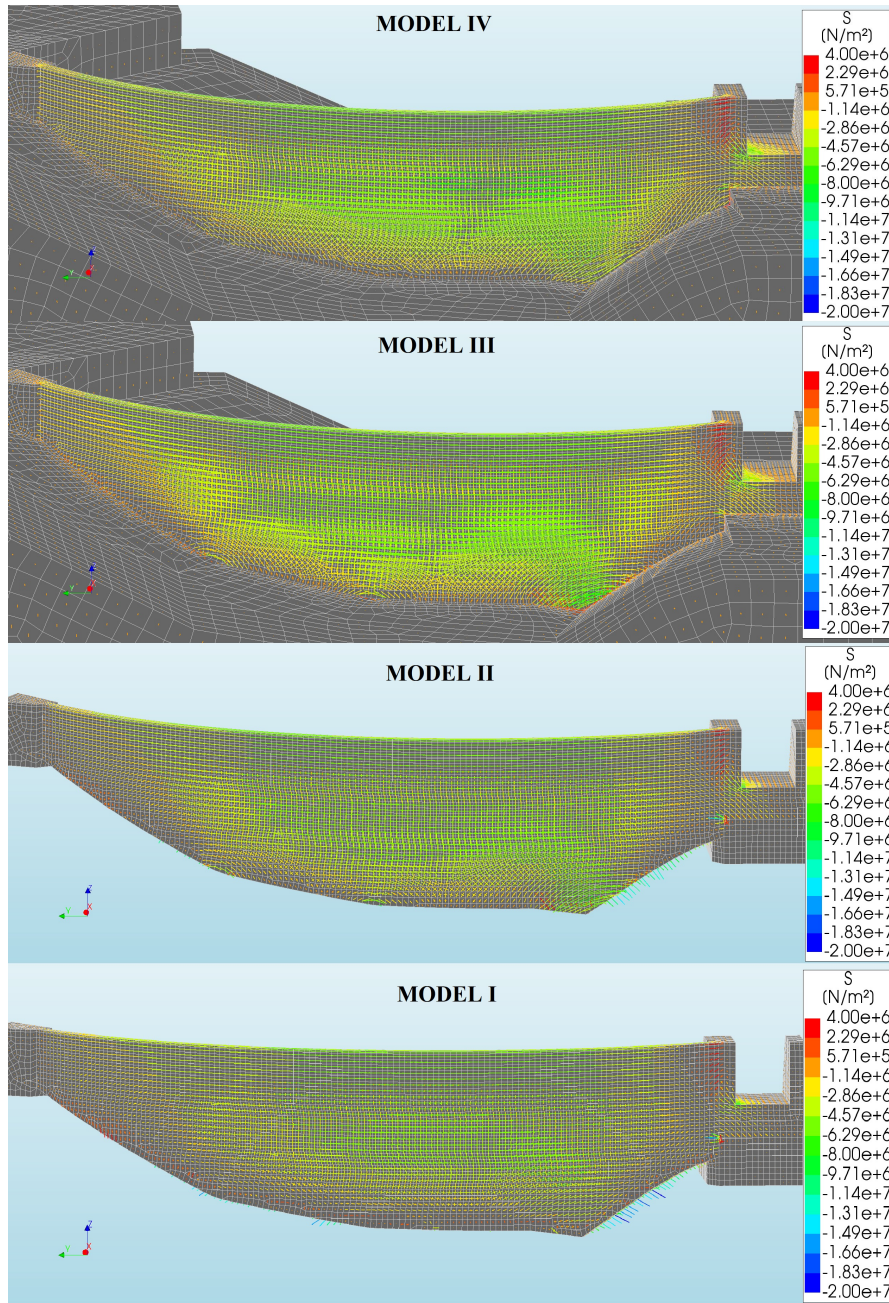 MODEL IV
S
(N/m²)
4.00e+6
2.29e+6
5.71e+5
-1.14e+6
-2.86e+6
-4.57e+6
-6.29e+6
-8.00e+6
-9.71e+6
-1.14e+7
-1.31e+7
-1.49e+7
-1.66e+7
-1.83e+7
-2.00e+7
Z
Y
X
MODEL III
S
(N/m²)
4.00e+6
2.29e+6
5.71e+5
-1.14e+6
-2.86e+6
-4.57e+6
-6.29e+6
-8.00e+6
-9.71e+6
-1.14e+7
-1.31e+7
-1.49e+7
-1.66e+7
-1.83e+7
-2.00e+7
Z
Y
X
MODEL II
S
(N/m²)
4.00e+6
2.29e+6
5.71e+5
-1.14e+6
-2.86e+6
-4.57e+6
-6.29e+6
-8.00e+6
-9.71e+6
-1.14e+7
-1.31e+7
-1.49e+7
-1.66e+7
-1.83e+7
-2.00e+7
Z
Y
X
MODEL I
S
(N/m²)
4.00e+6
2.29e+6
5.71e+5
-1.14e+6
-2.86e+6
-4.57e+6
-6.29e+6
-8.00e+6
-9.71e+6
-1.14e+7
-1.31e+7
-1.49e+7
-1.66e+7
-1.83e+7
-2.00e+7
Z
Y
X